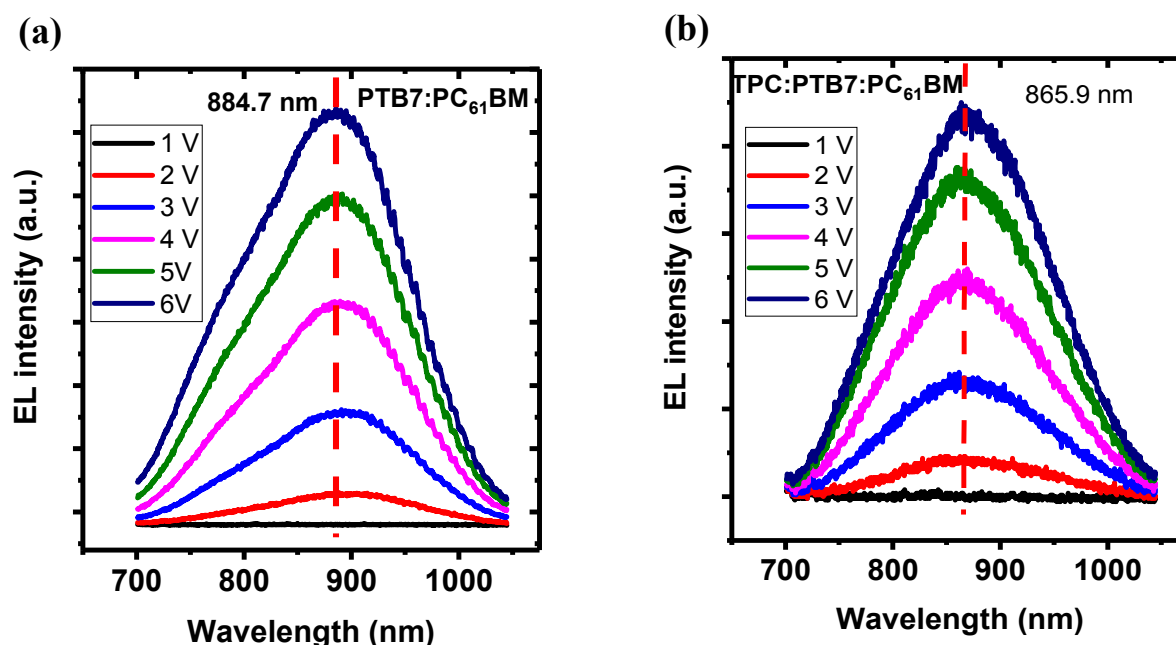 (a)
884.7 nm
PTB7:PC₆₁BM
1 V
2 V
3 V
4 V
5V
6V
EL intensity (a.u.)
700 800 900 1000
Wavelength (nm)
(b)
TPC:PTB7:PC₆₁BM
865.9 nm
1 V
2 V
3 V
4 V
5 V
6 V
EL intensity (a.u.)
700 800 900 1000
Wavelength (nm)